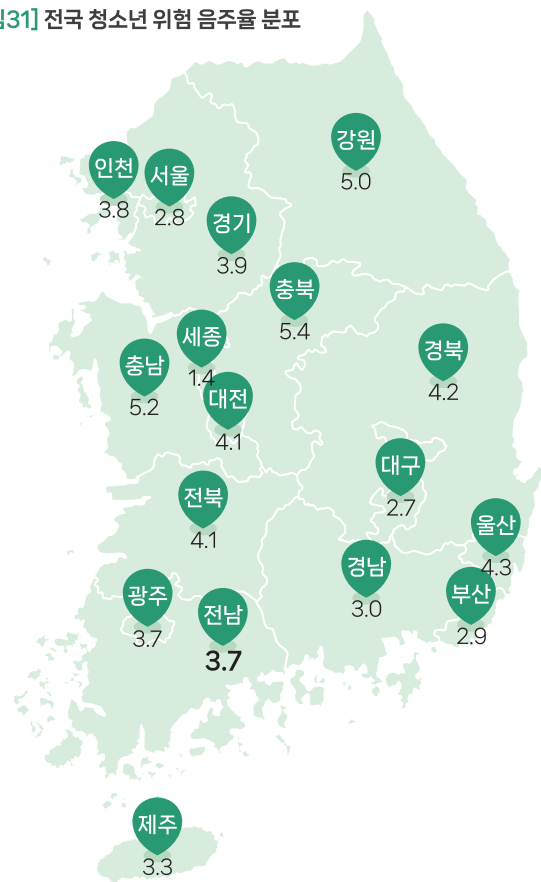 림31] 전국 청소년 위험 음주율 분포
강원
5.0
인천
3.8
서울
2.8
경기
3.9
충북
5.4
세종
1.4
경북
4.2
충남
5.2
대전
4.1
대구
2.7
전북
4.1
울산
4.3
경남
3.0
부산
2.9
광주
3.7
전남
3.7
제주
3.3